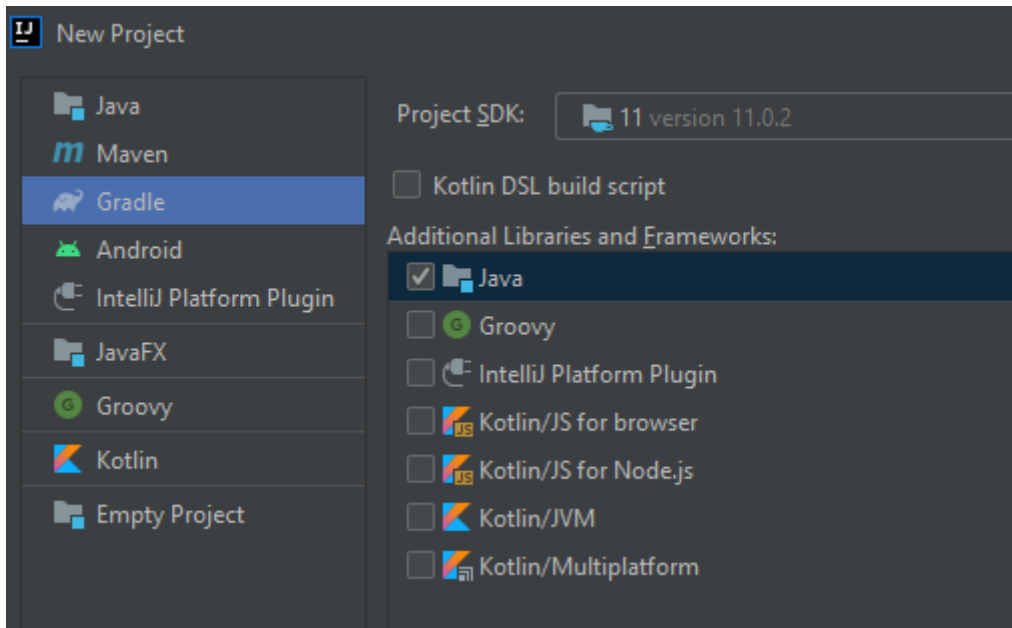 New Project
Java
Maven
Gradle
Android
IntelliJ Platform Plugin
JavaFX
Groovy
Kotlin
Empty Project
Project SDK: 11 version 11.0.2
Kotlin DSL build script
Additional Libraries and Frameworks:
Java
Groovy
IntelliJ Platform Plugin
Kotlin/JS for browser
Kotlin/JS for Node.js
Kotlin/JVM
Kotlin/Multiplatform